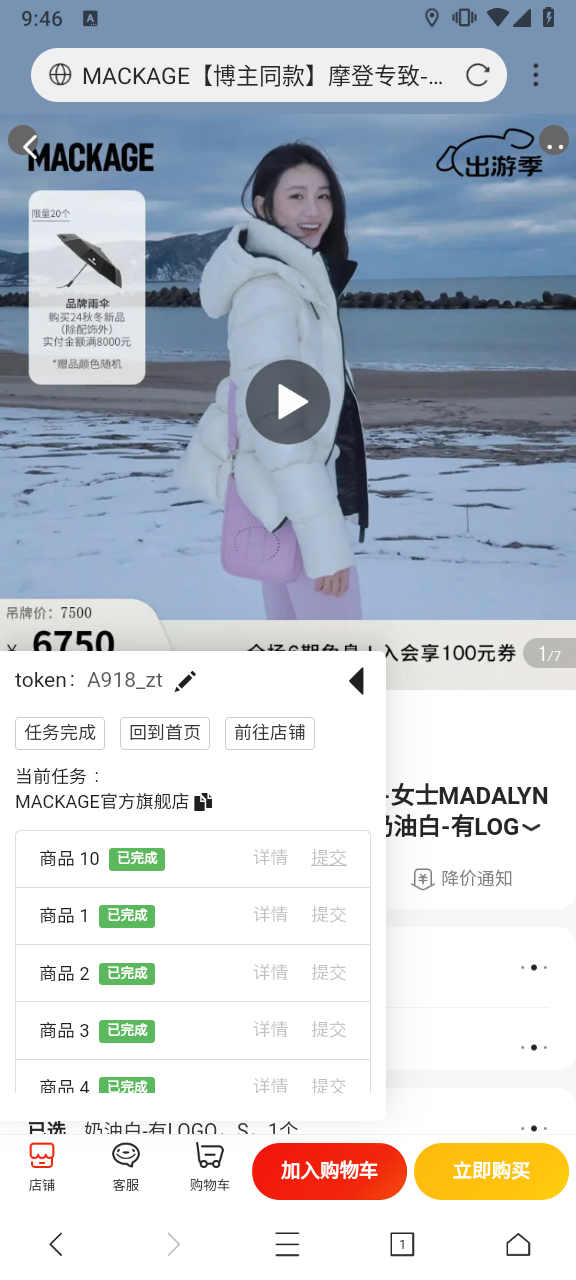 9:46
A
MACKAGE【博主同款】摩登专致-...
MACKAGE
出游季
限量20个
品牌雨伞
购买24秋冬新品
（除配饰外）
实付金额满8000元
*赠品颜色随机
吊牌价：7500
¥ 6750
全场6期免息！入会享100元券
1/7
token： A918_zt
任务完成
回到首页
前往店铺
当前任务：
MACKAGE官方旗舰店
-女士MADALYN
奶油白-有LOG
降价通知
商品 10 已完成 详情 提交
商品 1 已完成 详情 提交
商品 2 已完成 详情 提交
商品 3 已完成 详情 提交
商品 4 已完成 详情 提交
已选 奶油白-有LOGO，S，1个
店铺
客服
购物车
加入购物车
立即购买
1